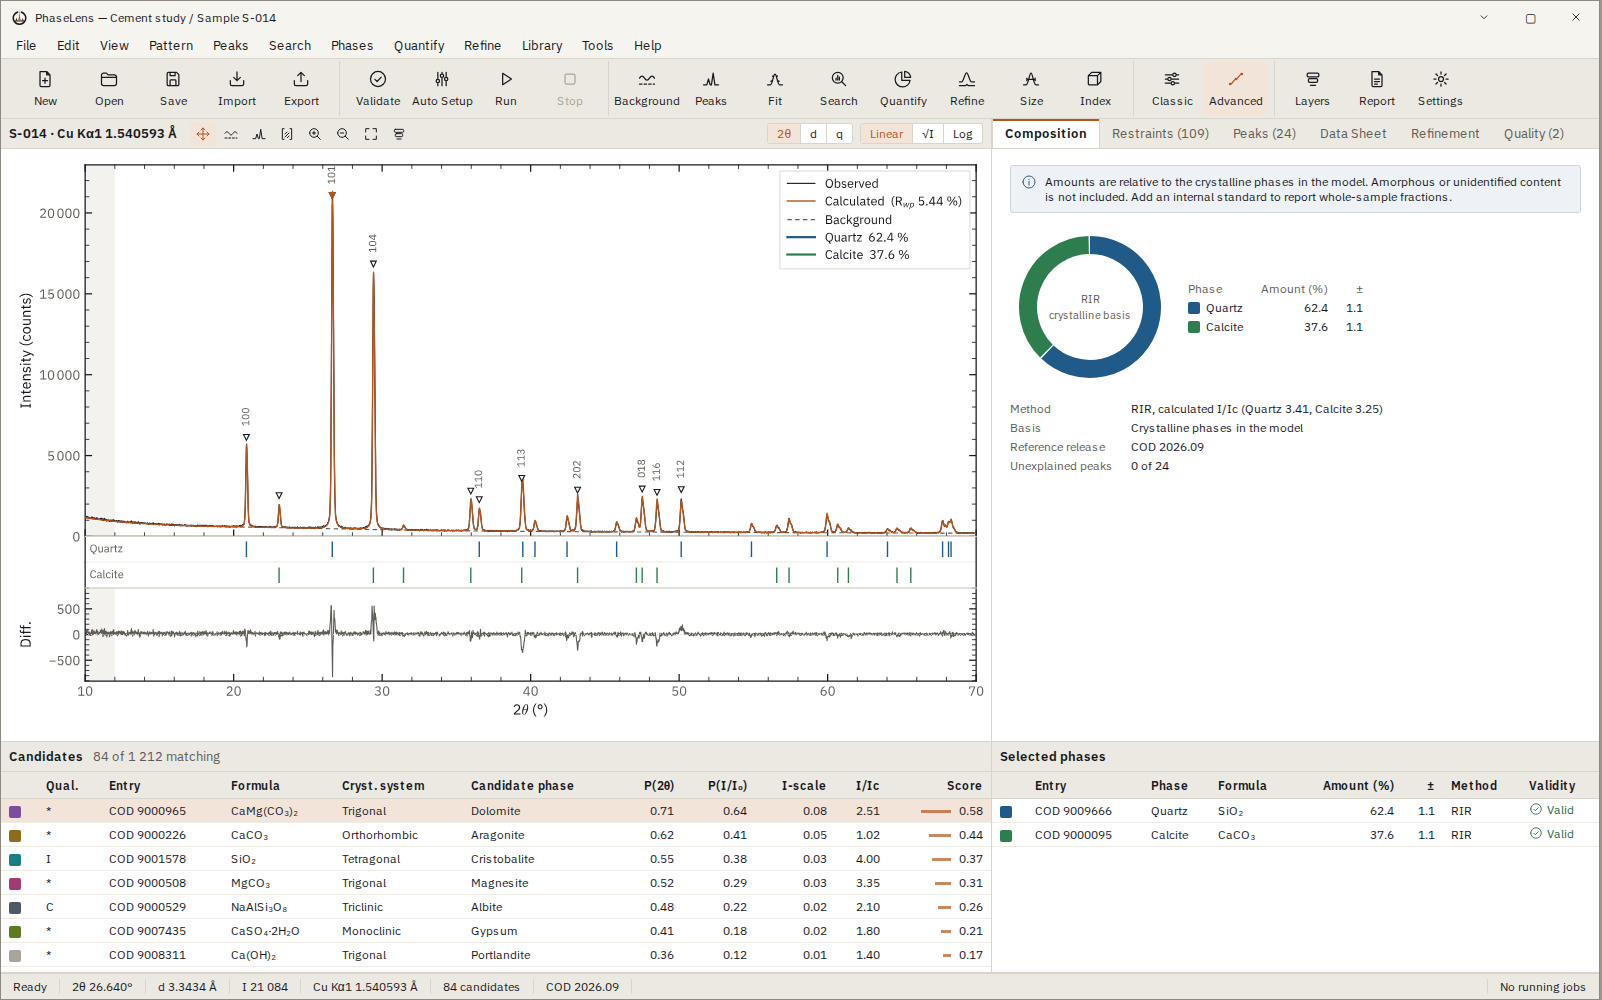 PhaseLens — Cement study / Sample S-014
File Edit View Pattern Peaks Search Phases Quantify Refine Library Tools Help
New Open Save Import Export Validate Auto Setup Run Stop Background Peaks Fit Search Quantify Refine Size Index Classic Advanced Layers Report Settings
S-014 · Cu Kα1 1.540593 Å
2θ d q Linear √I Log
Composition Restraints (109) Peaks (24) Data Sheet Refinement Quality (2)
Intensity (counts)
20 000
15 000
10 000
5 000
0
100
101
104
110
113
202
018
116
112
Observed
Calculated (Rwp 5.44 %)
Background
Quartz 62.4 %
Calcite 37.6 %
Quartz
Calcite
Diff.
500
0
−500
10 20 30 40 50 60 70
2θ (°)
Amounts are relative to the crystalline phases in the model. Amorphous or unidentified content
is not included. Add an internal standard to report whole-sample fractions.
RIR
crystalline basis
Phase Amount (%) ±
Quartz 62.4 1.1
Calcite 37.6 1.1
Method RIR, calculated I/Ic (Quartz 3.41, Calcite 3.25)
Basis Crystalline phases in the model
Reference release COD 2026.09
Unexplained peaks 0 of 24
Candidates 84 of 1 212 matching
Qual. Entry Formula Cryst. system Candidate phase P(2θ) P(I/I₀) I-scale I/Ic Score
* COD 9000965 CaMg(CO₃)₂ Trigonal Dolomite 0.71 0.64 0.08 2.51 0.58
* COD 9000226 CaCO₃ Orthorhombic Aragonite 0.62 0.41 0.05 1.02 0.44
I COD 9001578 SiO₂ Tetragonal Cristobalite 0.55 0.38 0.03 4.00 0.37
* COD 9000508 MgCO₃ Trigonal Magnesite 0.52 0.29 0.03 3.35 0.31
C COD 9000529 NaAlSi₃O₈ Triclinic Albite 0.48 0.22 0.02 2.10 0.26
* COD 9007435 CaSO₄·2H₂O Monoclinic Gypsum 0.41 0.18 0.02 1.80 0.21
* COD 9008311 Ca(OH)₂ Trigonal Portlandite 0.36 0.12 0.01 1.40 0.17
Selected phases
Entry Phase Formula Amount (%) ± Method Validity
COD 9009666 Quartz SiO₂ 62.4 1.1 RIR Valid
COD 9000095 Calcite CaCO₃ 37.6 1.1 RIR Valid
Ready 2θ 26.640° d 3.3434 Å I 21 084 Cu Kα1 1.540593 Å 84 candidates COD 2026.09 No running jobs